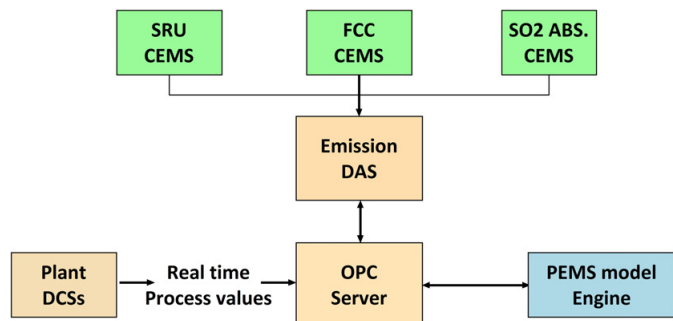 SRU
CEMS
FCC
CEMS
SO2 ABS.
CEMS
Emission
DAS
Plant
DCSs
Real time
Process values
OPC
Server
PEMS model
Engine